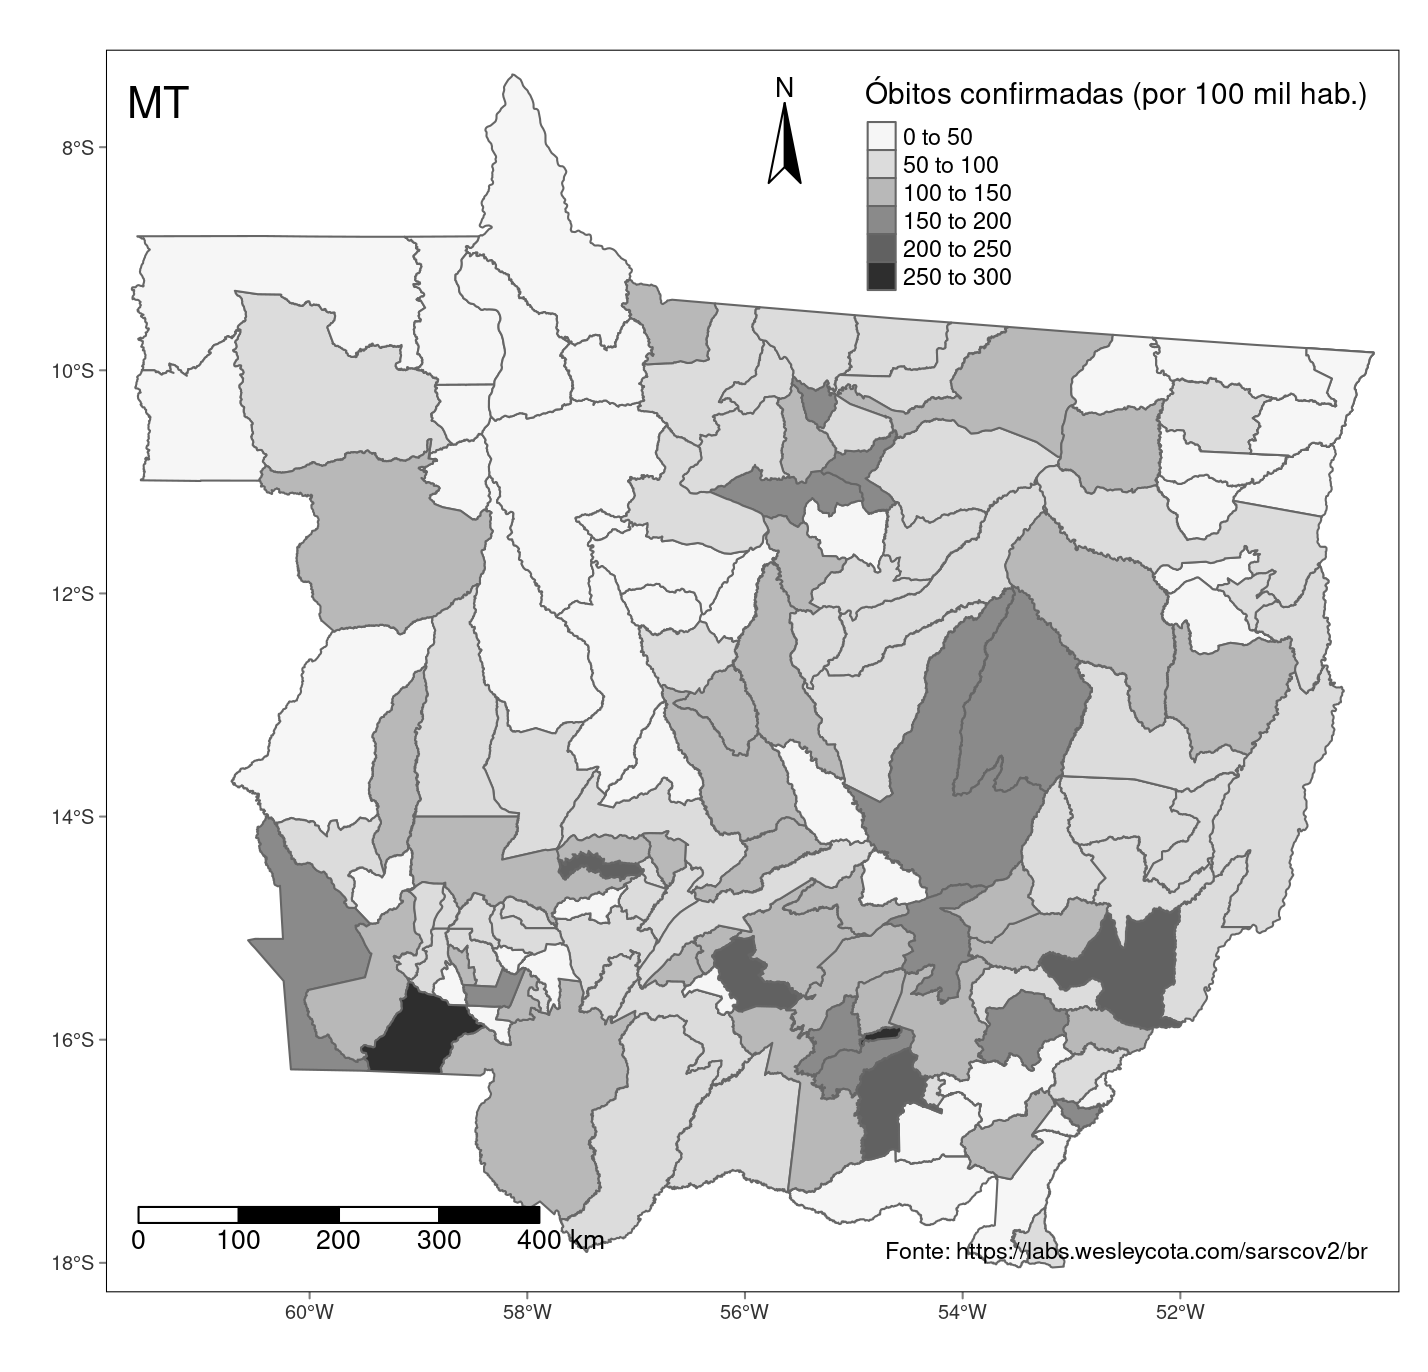 MT
N
Óbitos confirmadas (por 100 mil hab.)
0 to 50
50 to 100
100 to 150
150 to 200
200 to 250
250 to 300
8°S
10°S
12°S
14°S
16°S
18°S
0 100 200 300 400 km
Fonte: https://labs.wesleycota.com/sarscov2/br
60°W 58°W 56°W 54°W 52°W